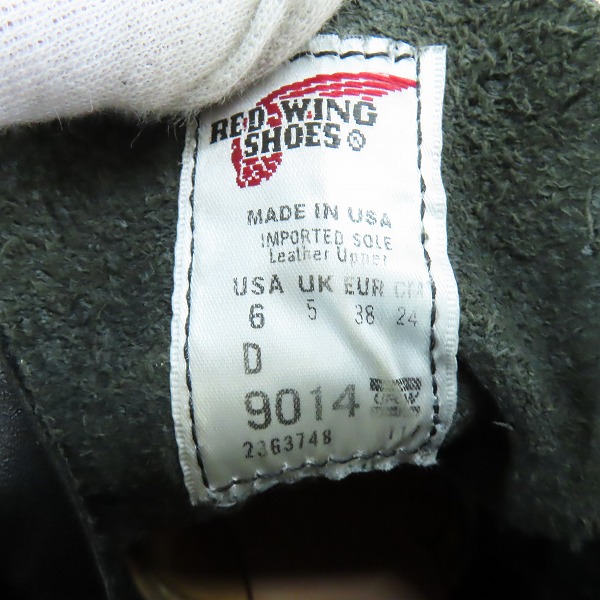 RED WING
SHOES ®
MADE IN USA
IMPORTED SOLE
Leather Upper
USA UK EUR CM
6 5 38 24
D
9014
2363748